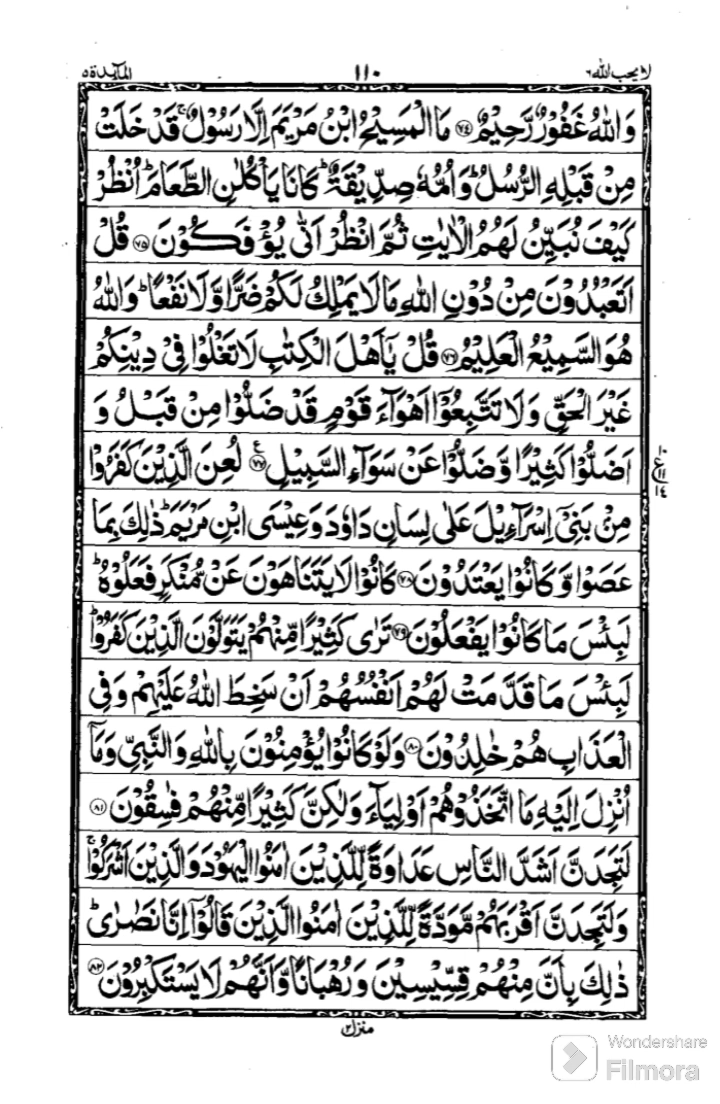 لا يحب الله ٦ ١١٠ المآئدة ٥
وَاللّٰهُ غَفُوْرٌ رَّحِيْمٌ ﴿٧٤﴾ مَا الْمَسِيْحُ ابْنُ مَرْيَمَ اِلَّا رَسُوْلٌ ۚ قَدْ خَلَتْ
مِنْ قَبْلِهِ الرُّسُلُ ؕ وَاُمُّهٗ صِدِّيْقَةٌ ؕ كَانَا يَاْكُلٰنِ الطَّعَامَ ؕ اُنْظُرْ
كَيْفَ نُبَيِّنُ لَهُمُ الْاٰيٰتِ ثُمَّ انْظُرْ اَنّٰى يُؤْفَكُوْنَ ﴿٧٥﴾ قُلْ
اَتَعْبُدُوْنَ مِنْ دُوْنِ اللّٰهِ مَا لَا يَمْلِكُ لَكُمْ ضَرًّا وَّلَا نَفْعًا ؕ وَاللّٰهُ
هُوَ السَّمِيْعُ الْعَلِيْمُ ﴿٧٦﴾ قُلْ يٰۤاَهْلَ الْكِتٰبِ لَا تَغْلُوْا فِيْ دِيْنِكُمْ
غَيْرَ الْحَقِّ وَلَا تَتَّبِعُوْۤا اَهْوَآءَ قَوْمٍ قَدْ ضَلُّوْا مِنْ قَبْلُ وَ
اَضَلُّوْا كَثِيْرًا وَّضَلُّوْا عَنْ سَوَآءِ السَّبِيْلِ ﴿٧٧﴾ ع لُعِنَ الَّذِيْنَ كَفَرُوْا
مِنْۢ بَنِيْۤ اِسْرَآءِيْلَ عَلٰى لِسَانِ دَاوٗدَ وَعِيْسَى ابْنِ مَرْيَمَ ؕ ذٰلِكَ بِمَا
عَصَوْا وَّكَانُوْا يَعْتَدُوْنَ ﴿٧٨﴾ كَانُوْا لَا يَتَنَاهَوْنَ عَنْ مُّنْكَرٍ فَعَلُوْهُ ؕ
لَبِئْسَ مَا كَانُوْا يَفْعَلُوْنَ ﴿٧٩﴾ تَرٰى كَثِيْرًا مِّنْهُمْ يَتَوَلَّوْنَ الَّذِيْنَ كَفَرُوْا ؕ
لَبِئْسَ مَا قَدَّمَتْ لَهُمْ اَنْفُسُهُمْ اَنْ سَخِطَ اللّٰهُ عَلَيْهِمْ وَفِي
الْعَذَابِ هُمْ خٰلِدُوْنَ ﴿٨٠﴾ وَلَوْ كَانُوْا يُؤْمِنُوْنَ بِاللّٰهِ وَالنَّبِيِّ وَمَاۤ
اُنْزِلَ اِلَيْهِ مَا اتَّخَذُوْهُمْ اَوْلِيَآءَ وَلٰكِنَّ كَثِيْرًا مِّنْهُمْ فٰسِقُوْنَ ﴿٨١﴾
لَتَجِدَنَّ اَشَدَّ النَّاسِ عَدَاوَةً لِّلَّذِيْنَ اٰمَنُوا الْيَهُوْدَ وَالَّذِيْنَ اَشْرَكُوْا ۚ
وَلَتَجِدَنَّ اَقْرَبَهُمْ مَّوَدَّةً لِّلَّذِيْنَ اٰمَنُوا الَّذِيْنَ قَالُوْۤا اِنَّا نَصٰرٰى ؕ
ذٰلِكَ بِاَنَّ مِنْهُمْ قِسِّيْسِيْنَ وَرُهْبَانًا وَّاَنَّهُمْ لَا يَسْتَكْبِرُوْنَ ﴿٨٢﴾
منزل ٢
Wondershare
Filmora